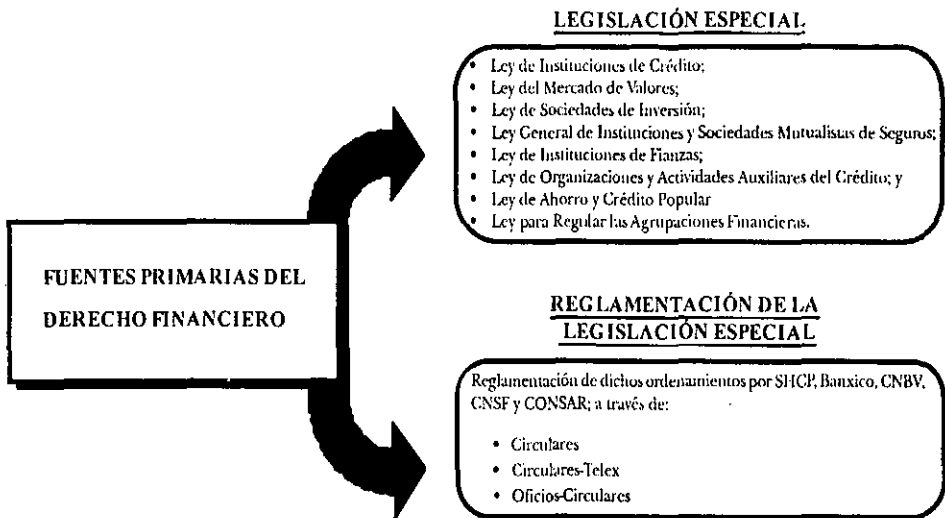 LEGISLACIÓN ESPECIAL
• Ley de Instituciones de Crédito;
• Ley del Mercado de Valores;
• Ley de Sociedades de Inversión;
• Ley General de Instituciones y Sociedades Mutualistas de Seguros;
• Ley de Instituciones de Fianzas;
• Ley de Organizaciones y Actividades Auxiliares del Crédito; y
• Ley de Ahorro y Crédito Popular
• Ley para Regular las Agrupaciones Financieras.
FUENTES PRIMARIAS DEL
DERECHO FINANCIERO
REGLAMENTACIÓN DE LA
LEGISLACIÓN ESPECIAL
Reglamentación de dichos ordenamientos por SHCP, Banxico, CNBV,
CNSF y CONSAR; a través de:
• Circulares
• Circulares-Telex
• Oficios-Circulares